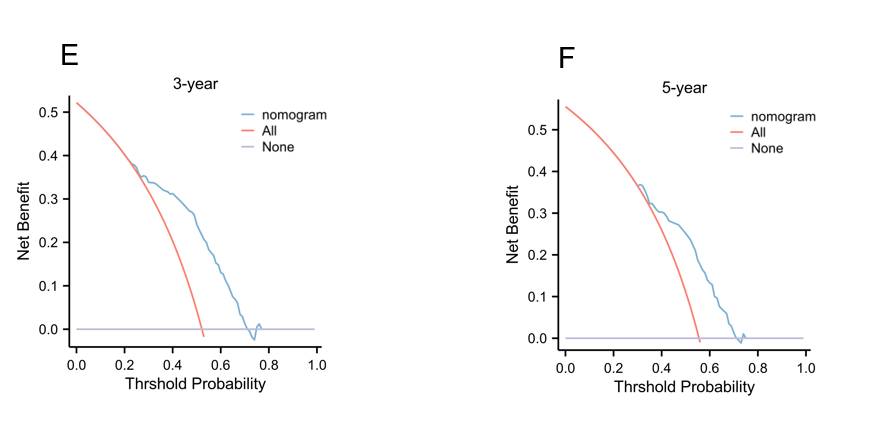 E
3-year
nomogram
All
None
0.5
0.4
0.3
0.2
0.1
0.0
Net Benefit
0.0 0.2 0.4 0.6 0.8 1.0
Thrshold Probability
F
5-year
nomogram
All
None
0.5
0.4
0.3
0.2
0.1
0.0
Net Benefit
0.0 0.2 0.4 0.6 0.8 1.0
Thrshold Probability